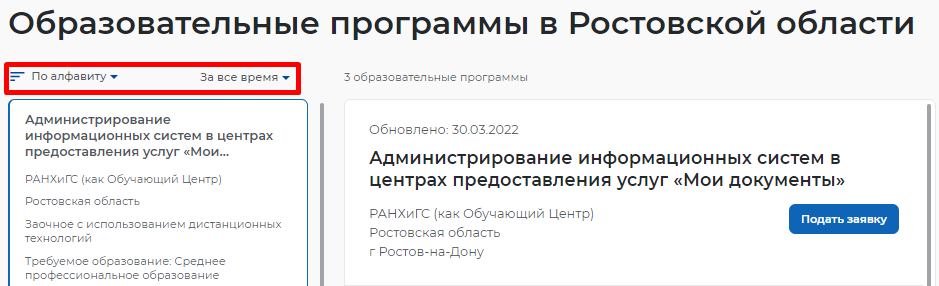 Образовательные программы в Ростовской области
По алфавиту
За все время
3 образовательные программы
Администрирование
информационных систем в центрах
предоставления услуг «Мои...
РАНХиГС (как Обучающий Центр)
Ростовская область
Заочное с использованием дистанционных
технологий
Требуемое образование: Среднее
профессиональное образование
Обновлено: 30.03.2022
Администрирование информационных систем в
центрах предоставления услуг «Мои документы»
РАНХиГС (как Обучающий Центр)
Ростовская область
г Ростов-на-Дону
Подать заявку